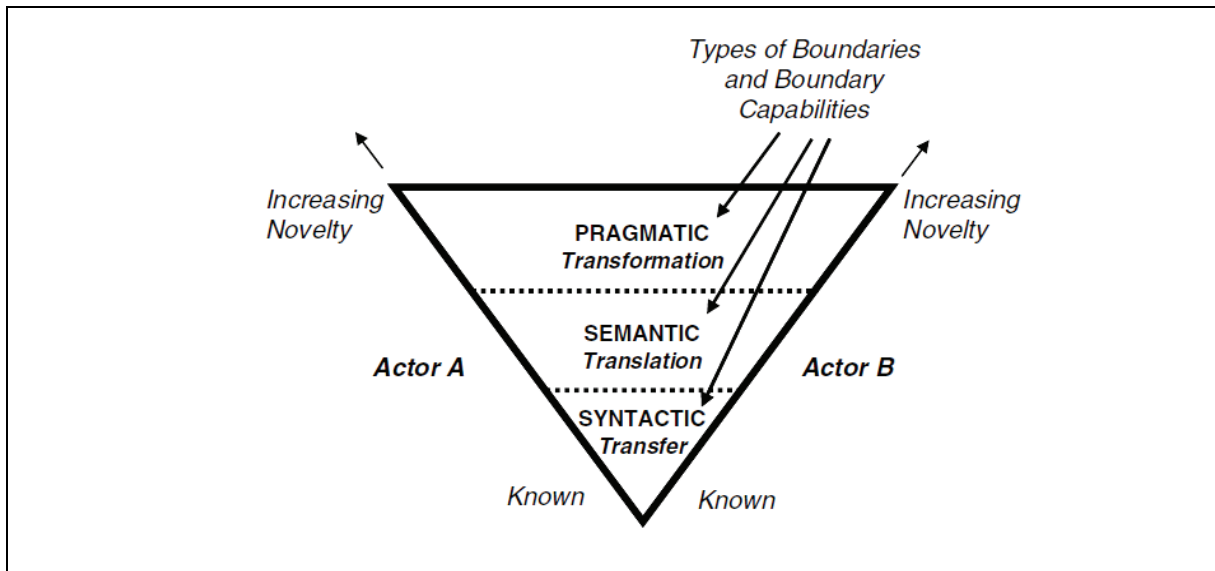 Types of Boundaries
and Boundary
Capabilities
Increasing
Novelty
Increasing
Novelty
PRAGMATIC
Transformation
SEMANTIC
Translation
Actor A
Actor B
SYNTACTIC
Transfer
Known
Known